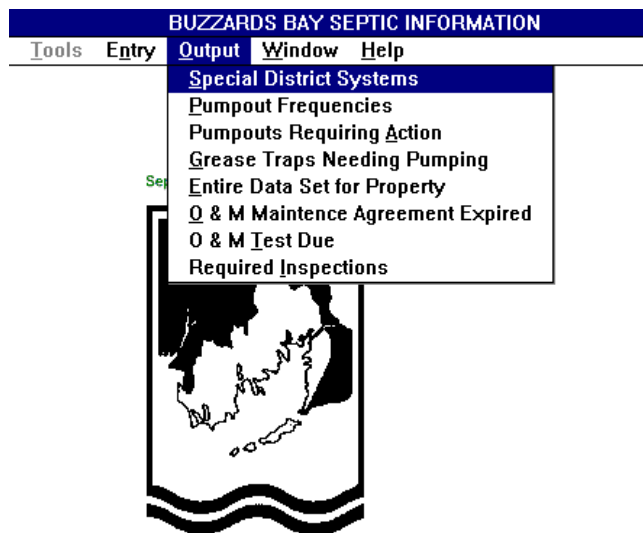 BUZZARDS BAY SEPTIC INFORMATION
Tools Entry Output Window Help
Special District Systems
Pumpout Frequencies
Pumpouts Requiring Action
Grease Traps Needing Pumping
Sep
Entire Data Set for Property
O & M Maintence Agreement Expired
O & M Test Due
Required Inspections